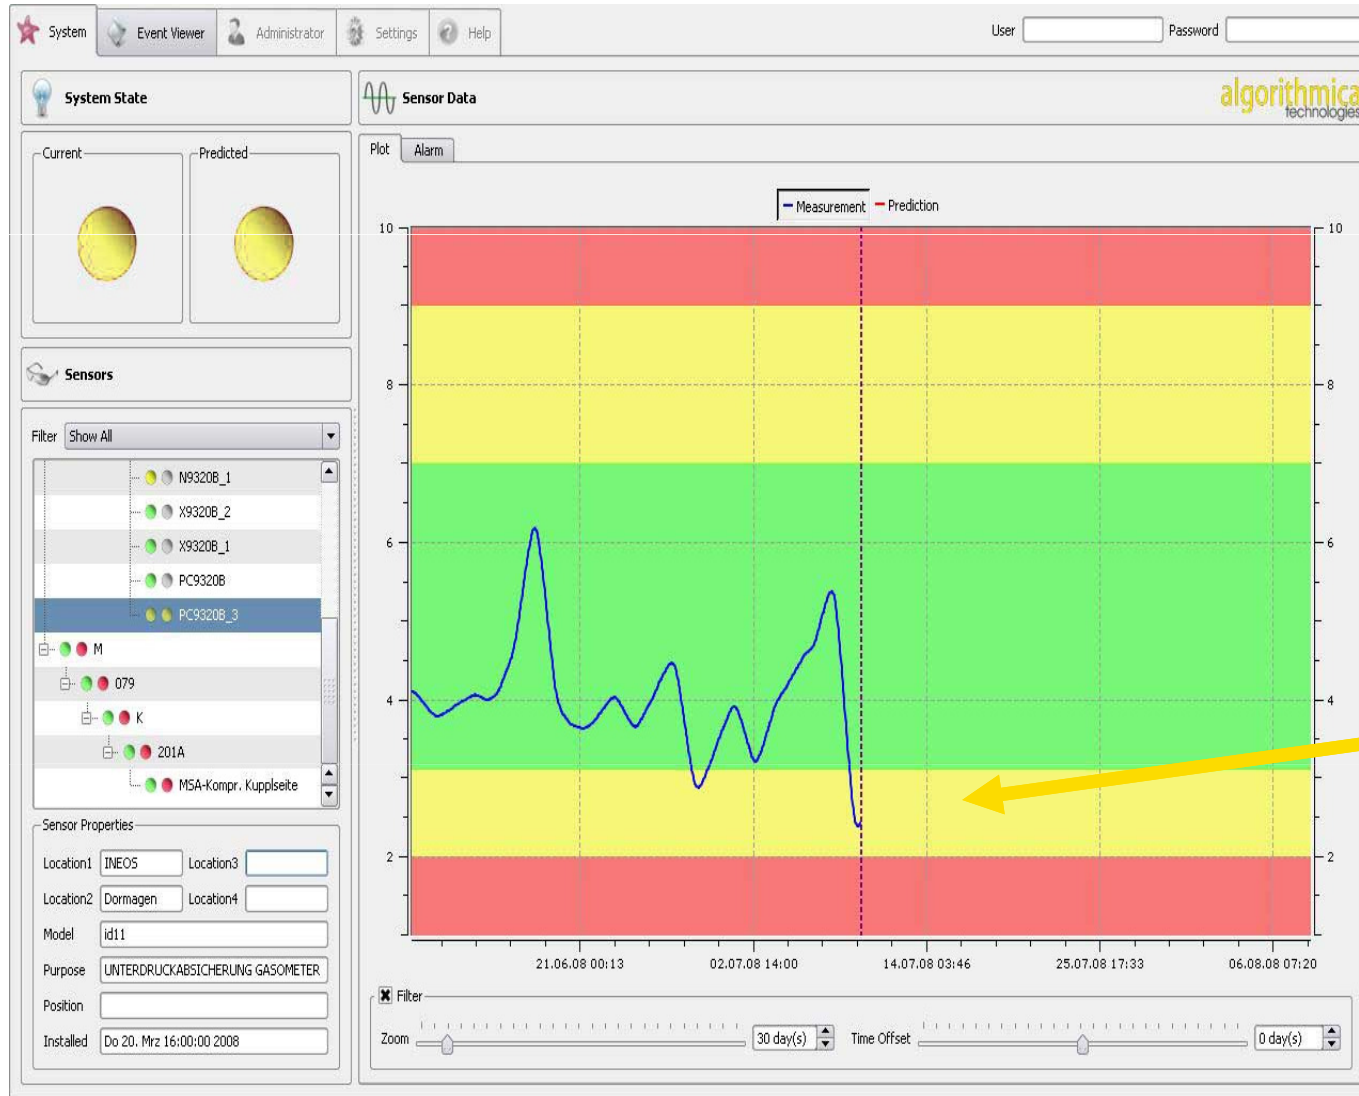 System Event Viewer Administrator Settings Help User Password
System State
Sensor Data
algorithmica
technologies
Current Predicted
Plot Alarm
Measurement Prediction
10 10
8 8
6 6
4 4
2 2
21.06.08 00:13 02.07.08 14:00 14.07.08 03:46 25.07.08 17:33 06.08.08 07:20
Sensors
Filter Show All
N9320B_1
X9320B_2
X9320B_1
PC9320B
PC9320B_3
M
079
K
201A
MSA-Kompr. Kupplseite
Sensor Properties
Location1 INEOS Location3
Location2 Dormagen Location4
Model id11
Purpose UNTERDRUCKABSICHERUNG GASOMETER
Position
Installed Do 20. Mrz 16:00:00 2008
Filter
Zoom 30 day(s) Time Offset 0 day(s)